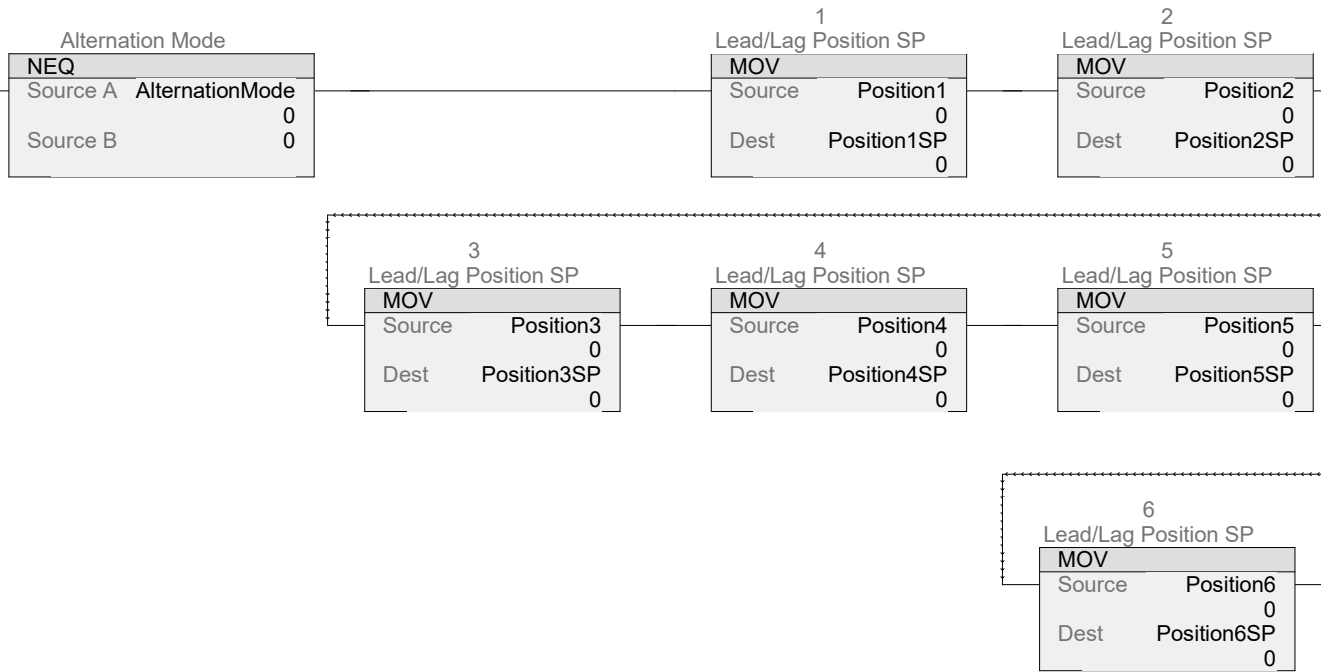 Alternation Mode
NEQ
Source A AlternationMode
0
Source B 0
1
Lead/Lag Position SP
MOV
Source Position1
0
Dest Position1SP
0
2
Lead/Lag Position SP
MOV
Source Position2
0
Dest Position2SP
0
3
Lead/Lag Position SP
MOV
Source Position3
0
Dest Position3SP
0
4
Lead/Lag Position SP
MOV
Source Position4
0
Dest Position4SP
0
5
Lead/Lag Position SP
MOV
Source Position5
0
Dest Position5SP
0
6
Lead/Lag Position SP
MOV
Source Position6
0
Dest Position6SP
0